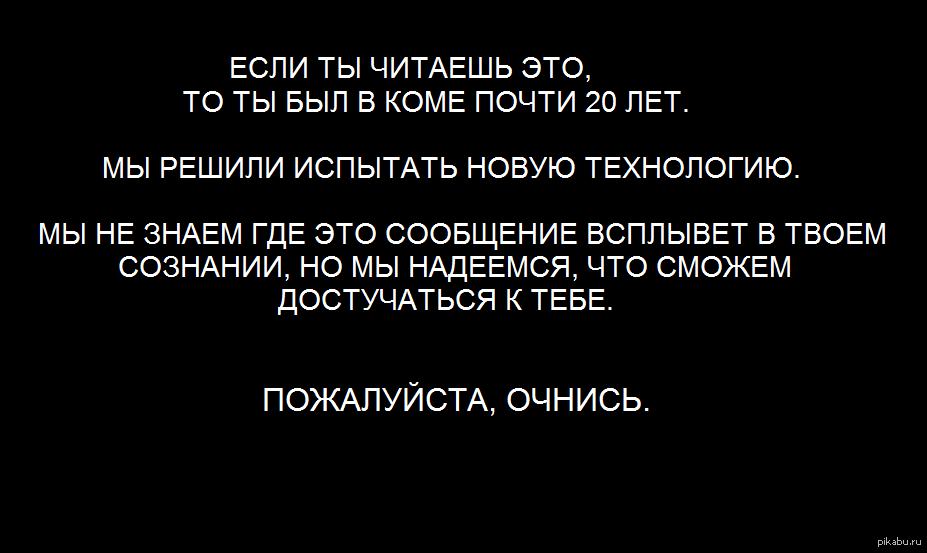 ЕСЛИ ТЫ ЧИТАЕШЬ ЭТО,
ТО ТЫ БЫЛ В КОМЕ ПОЧТИ 20 ЛЕТ.
МЫ РЕШИЛИ ИСПЫТАТЬ НОВУЮ ТЕХНОЛОГИЮ.
МЫ НЕ ЗНАЕМ ГДЕ ЭТО СООБЩЕНИЕ ВСПЛЫВЕТ В ТВОЕМ
СОЗНАНИИ, НО МЫ НАДЕЕМСЯ, ЧТО СМОЖЕМ
ДОСТУЧАТЬСЯ К ТЕБЕ.
ПОЖАЛУЙСТА, ОЧНИСЬ.
pikabu.ru